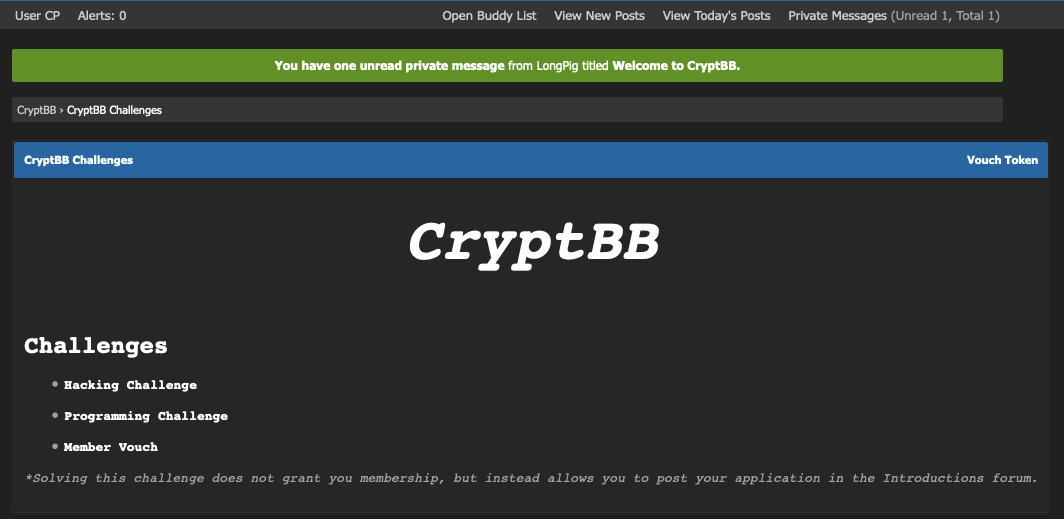 User CP Alerts: 0 Open Buddy List View New Posts View Today's Posts Private Messages (Unread 1, Total 1)
You have one unread private message from LongPig titled Welcome to CryptBB.
CryptBB › CryptBB Challenges
CryptBB Challenges Vouch Token
CryptBB
Challenges
Hacking Challenge
Programming Challenge
Member Vouch
*Solving this challenge does not grant you membership, but instead allows you to post your application in the Introductions forum.